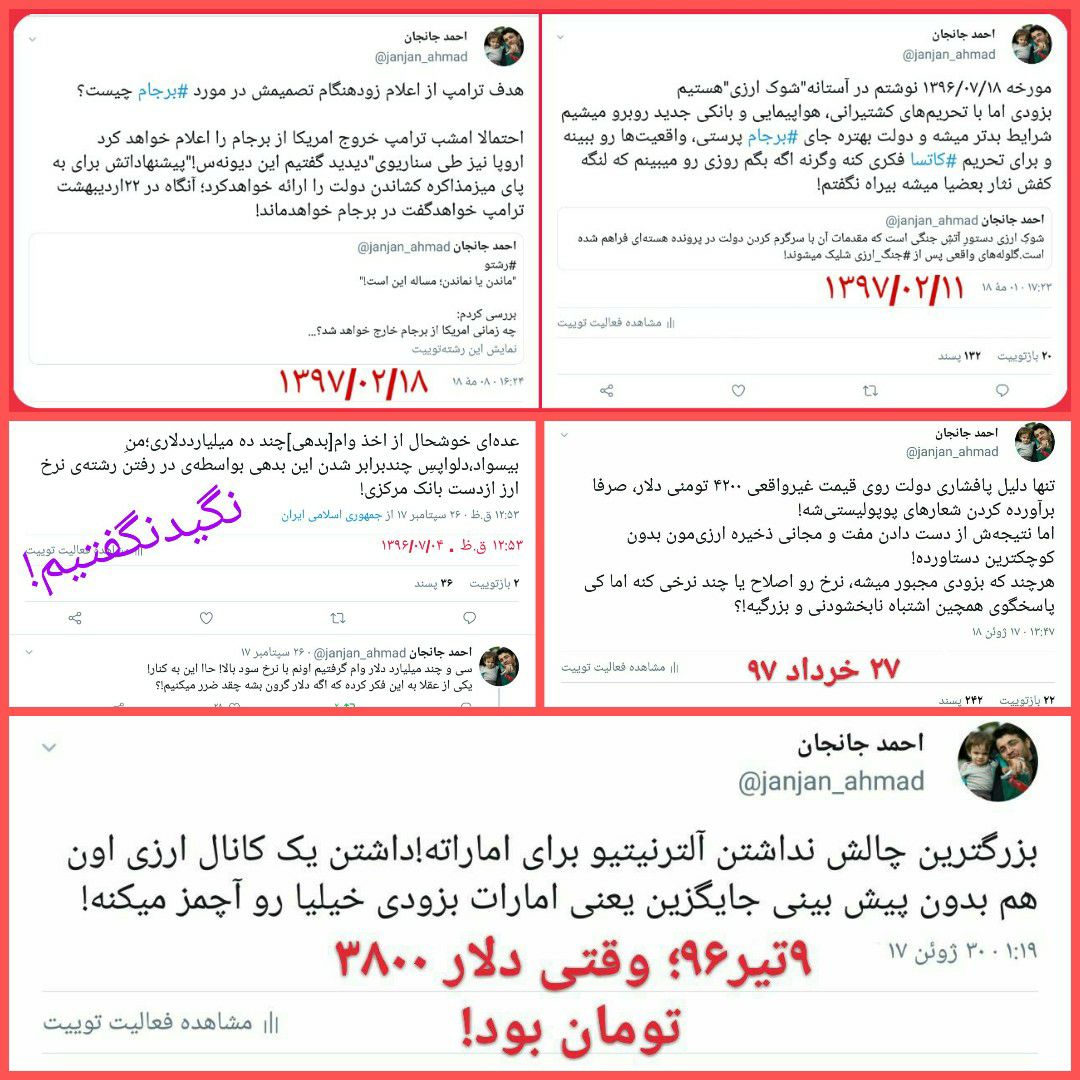 احمد جانجان
@janjan_ahmad
مورخه ۱۳۹۶/۰۷/۱۸ نوشتم در آستانه"شوک ارزی"هستیم
بزودی اما با تحریم‌های کشتیرانی، هواپیمایی و بانکی جدید روبرو میشیم
شرایط بدتر میشه و دولت بهتره جای #برجام پرستی، واقعیت‌ها رو ببینه
و برای تحریم #کاتسا فکری کنه وگرنه اگه بگم روزی رو میبینم که لنگه
کفش نثار بعضیا میشه بیراه نگفتم!
احمد جانجان @janjan_ahmad
شوکِ ارزی دستورِ آتشِ جنگی است که مقدمات آن با سرگرم کردن دولت در پرونده هسته‌ای فراهم شده
است.گلوله‌های واقعی پس از #جنگ_ارزی شلیک میشوند!
۱۷:۲۳ - ۰۱ مهٔ ۱۸
۱۳۹۷/۰۲/۱۱
مشاهده فعالیت توییت
۲۰ بازتوییت ۱۳۲ پسند
احمد جانجان
@janjan_ahmad
هدف ترامپ از اعلام زودهنگام تصمیمش در مورد #برجام چیست؟
احتمالا امشب ترامپ خروج امریکا از برجام را اعلام خواهد کرد
اروپا نیز طی سناریوی"دیدید گفتیم این دیونه‌س!"پیشنهاداتش برای به
پای میزمذاکره کشاندن دولت را ارائه خواهدکرد؛ آنگاه در ۲۲اردیبهشت
ترامپ خواهدگفت در برجام خواهدماند!
احمد جانجان @janjan_ahmad
#رشتو
"ماندن یا نماندن؛ مساله این است!"
بررسی کردم:
چه زمانی امریکا از برجام خارج خواهد شد؟...
نمایش این رشته‌توییت
۱۶:۲۴ - ۰۸ مهٔ ۱۸
۱۳۹۷/۰۲/۱۸
احمد جانجان
@janjan_ahmad
تنها دلیل پافشاری دولت روی قیمت غیرواقعی ۴۲۰۰ تومنی دلار، صرفا
برآورده کردن شعارهای پوپولیستی‌شه!
اما نتیجه‌ش از دست دادن مفت و مجانی ذخیره ارزی‌مون بدون
کوچکترین دستاورده!
هرچند که بزودی مجبور میشه، نرخ رو اصلاح یا چند نرخی کنه اما کی
پاسخگوی همچین اشتباه نابخشودنی و بزرگیه!؟
۱۳:۴۷ - ۱۷ ژوئن ۱۸
مشاهده فعالیت توییت
۲۷ خرداد ۹۷
۲۲ بازتوییت ۲۴۲ پسند
عده‌ای خوشحال از اخذ وام[بدهی]چند ده میلیارددلاری؛منِ
بیسواد،دلواپسِ چندبرابر شدن این بدهی بواسطه‌ی در رفتن رشته‌ی نرخ
ارز ازدست بانک مرکزی!
۱۲:۵۳ ق.ظ - ۲۶ سپتامبر ۱۷ از جمهوری اسلامی ایران
۱۲:۵۳ ق.ظ . ۱۳۹۶/۰۷/۰۴
مشاهده فعالیت توییت
نگیدنگفتیم!
۲ بازتوییت ۳۶ پسند
احمد جانجان @janjan_ahmad · ۲۶ سپتامبر ۱۷
سی و چند میلیارد دلار وام گرفتیم اونم با نرخ سود بالا! حا! این به کنار!
یکی از عقلا به این فکر کرده که اگه دلار گرون بشه چقد ضرر میکنیم!؟
احمد جانجان
@janjan_ahmad
بزرگترین چالش نداشتن آلترنیتیو برای اماراته!داشتن یک کانال ارزی اون
هم بدون پیش بینی جایگزین یعنی امارات بزودی خیلیا رو آچمز میکنه!
۱:۱۹ - ۳۰ ژوئن ۱۷
۹تیر۹۶؛ وقتی دلار ۳۸۰۰
تومان بود!
مشاهده فعالیت توییت